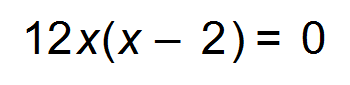 12x(x – 2) = 0